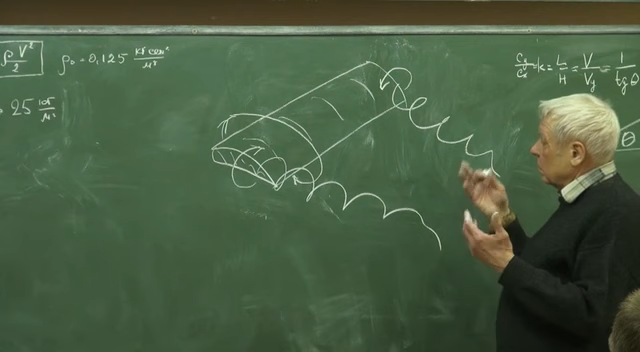 ρV²/2 ρ₀ = 0,125 кг сек²/м⁴
= 25 кг/м²
Cy/Cx = k = L/H = V/Vy = 1/tg θ
θ